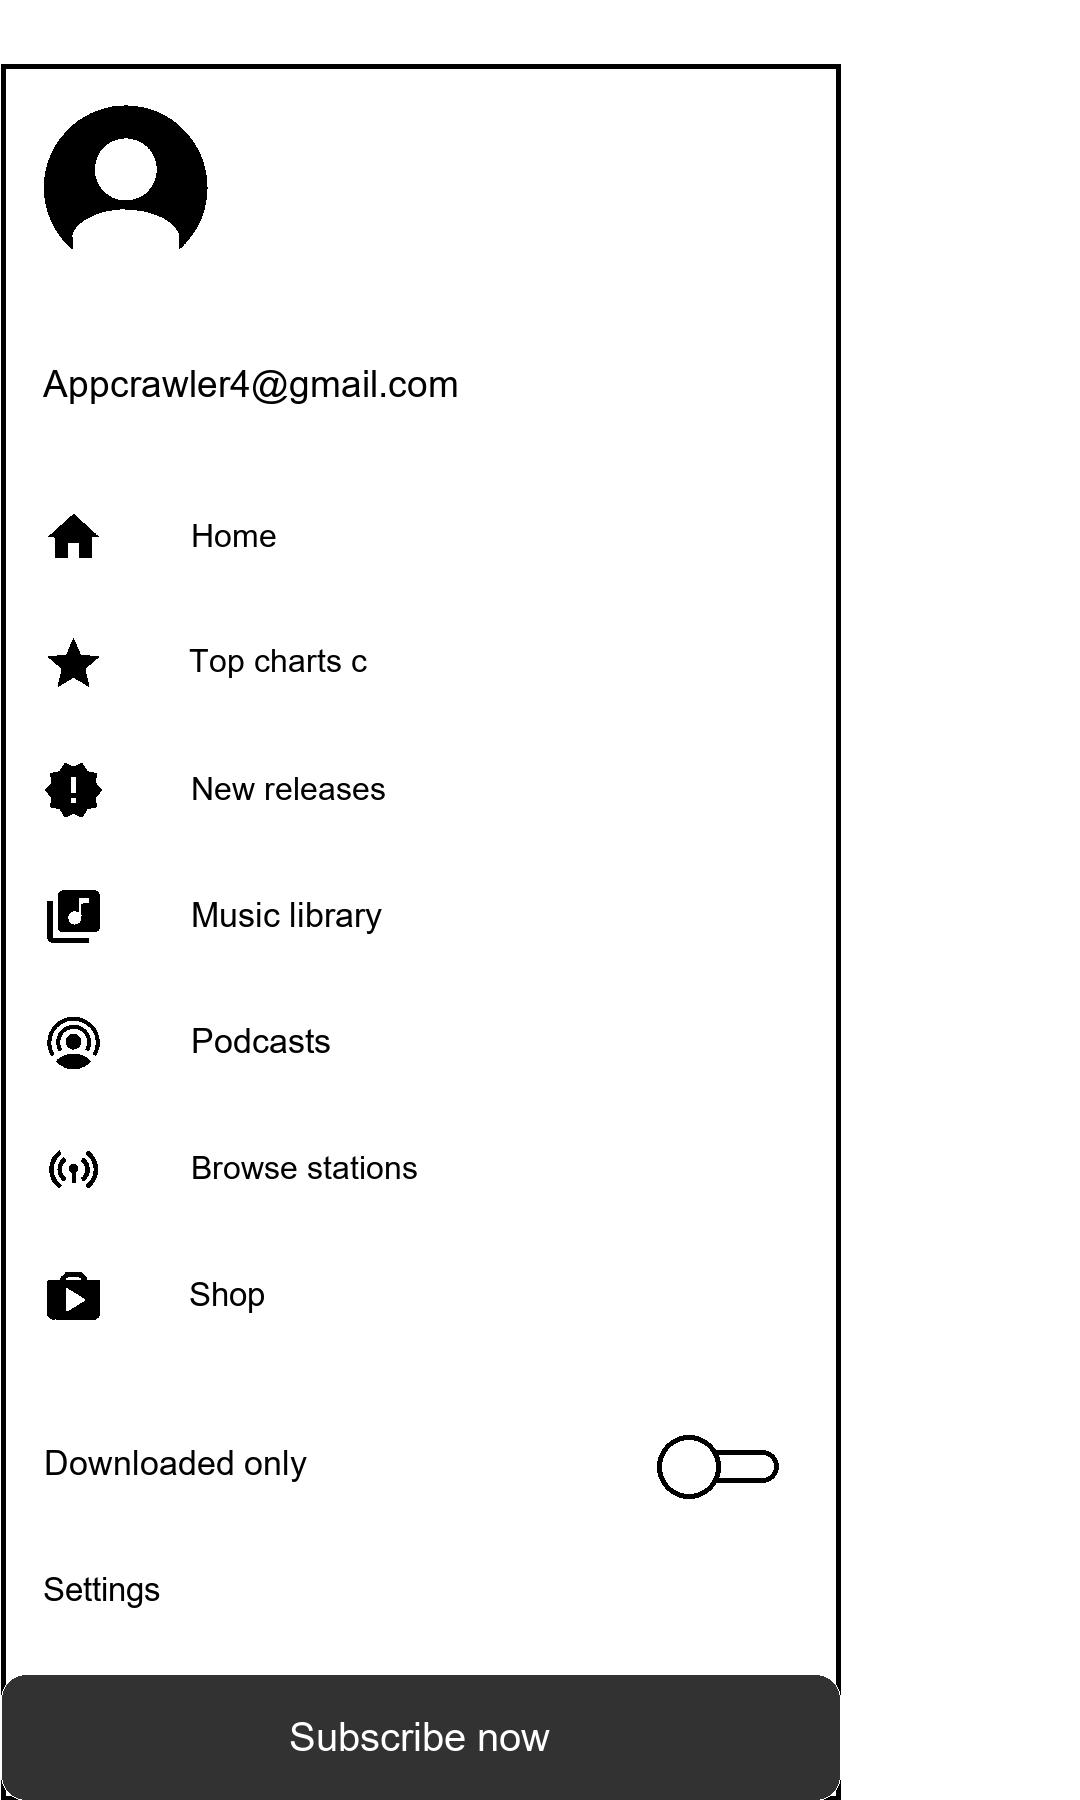 Appcrawler4@gmail.com
Home
Top charts c
New releases
Music library
Podcasts
Browse stations
Shop
Downloaded only
Settings
Subscribe now